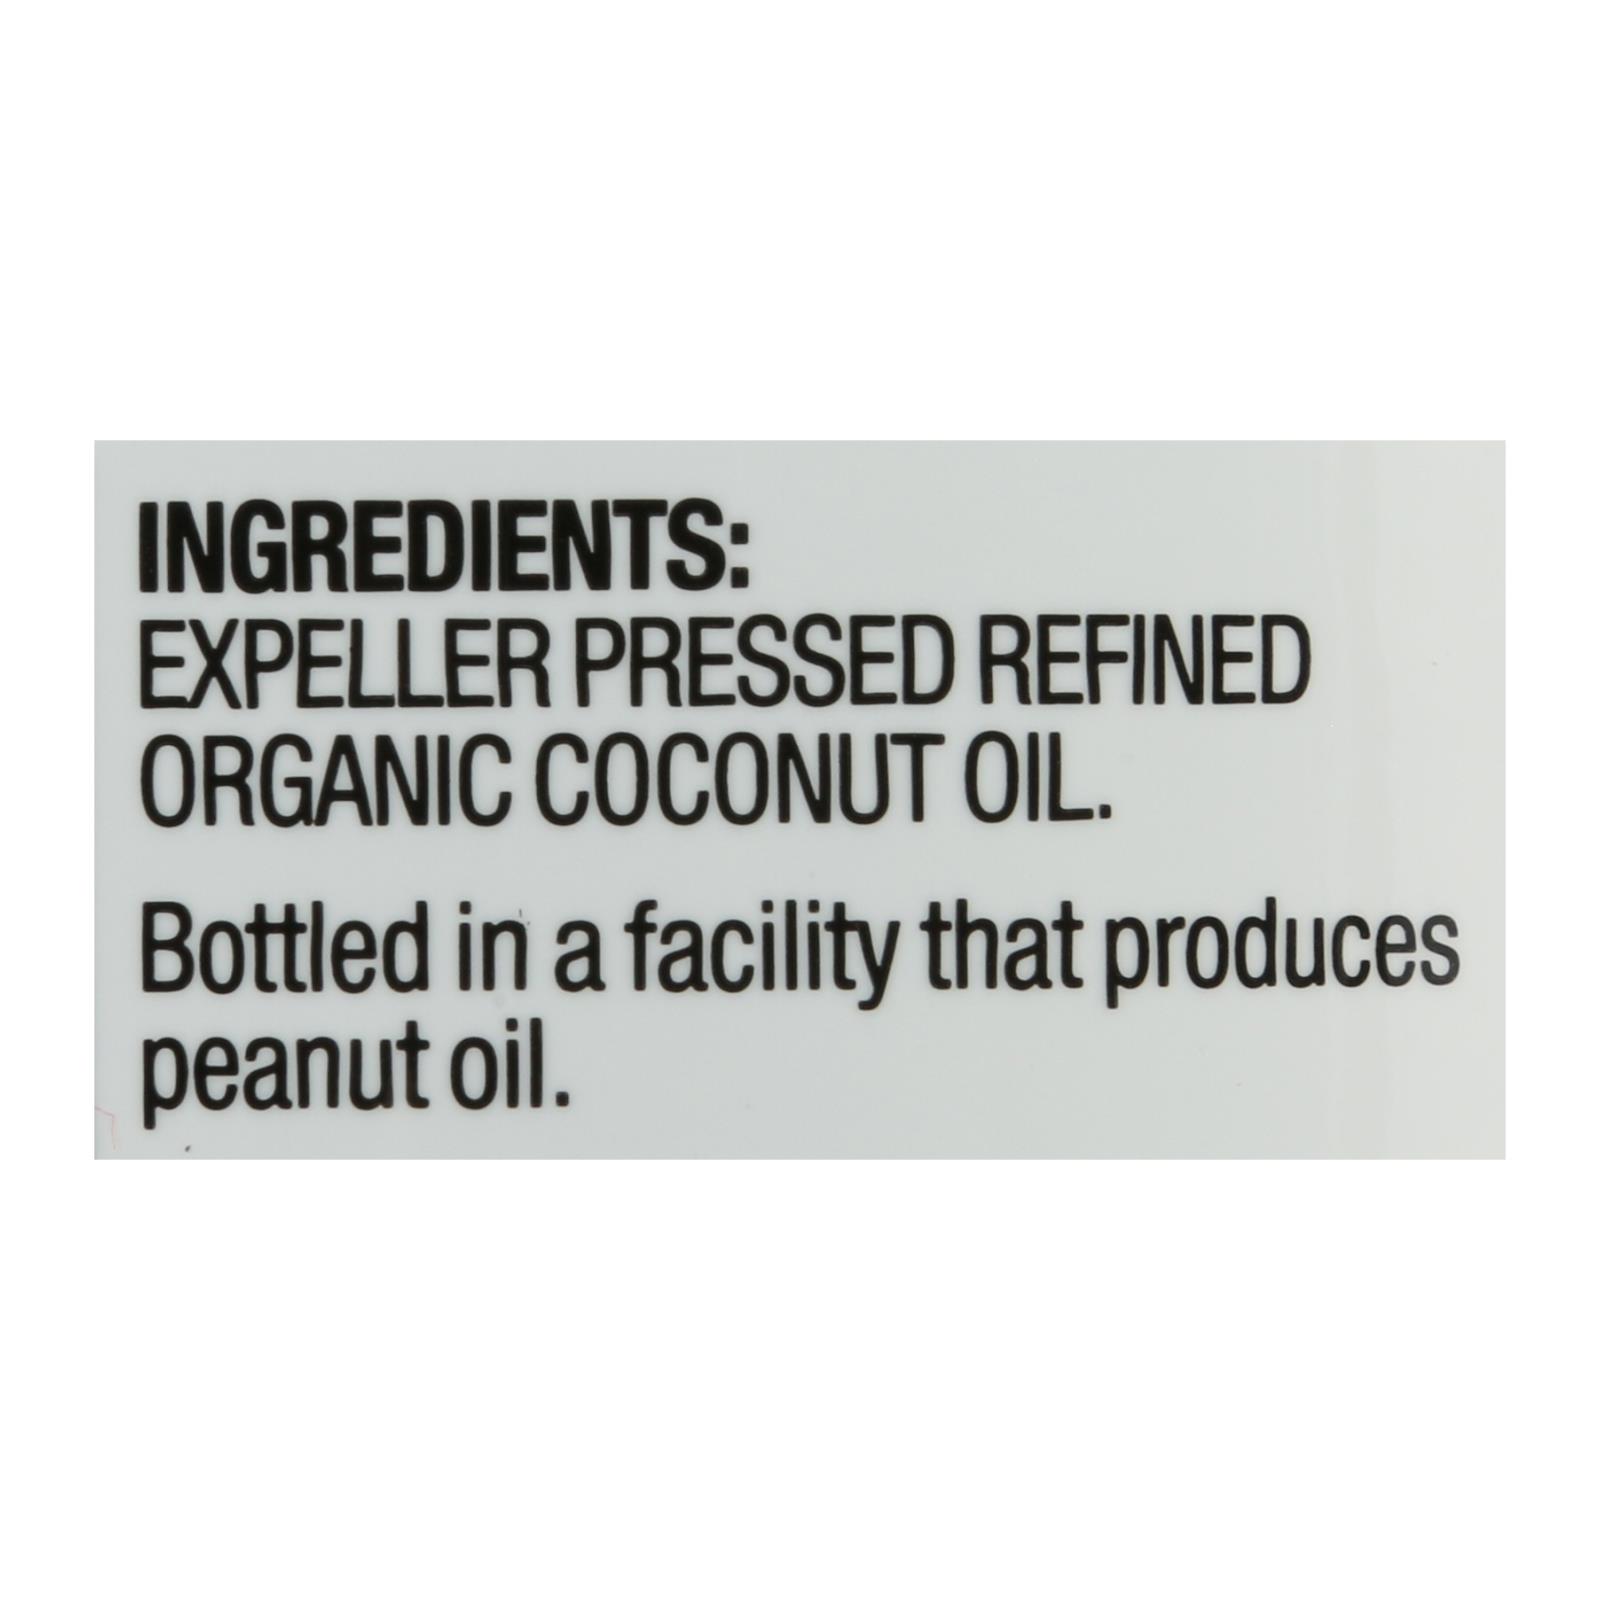 INGREDIENTS:
EXPELLER PRESSED REFINED
ORGANIC COCONUT OIL.
Bottled in a facility that produces
peanut oil.